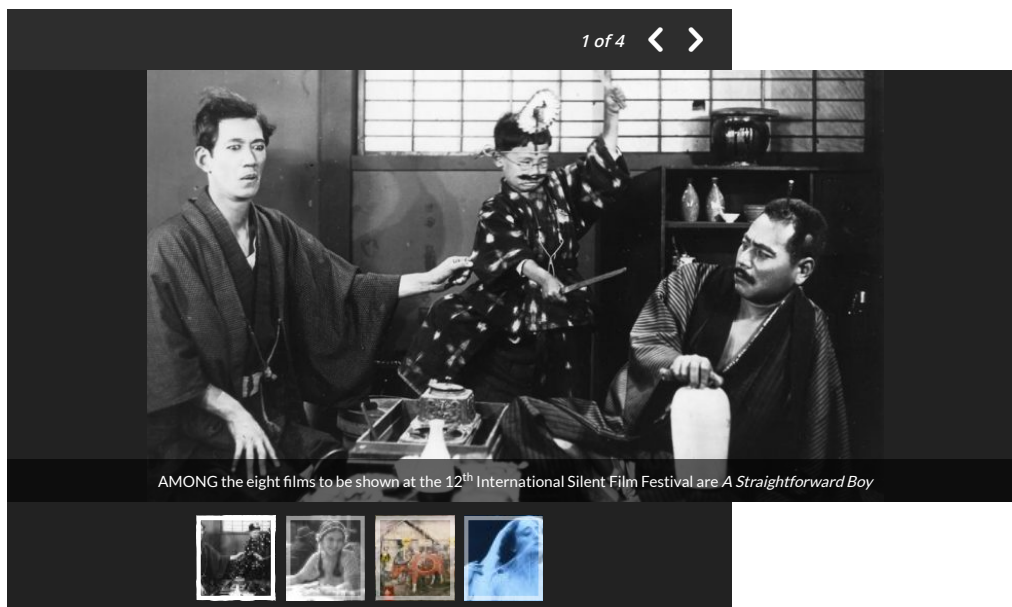 1 of 4
AMONG the eight films to be shown at the 12th International Silent Film Festival are A Straightforward Boy